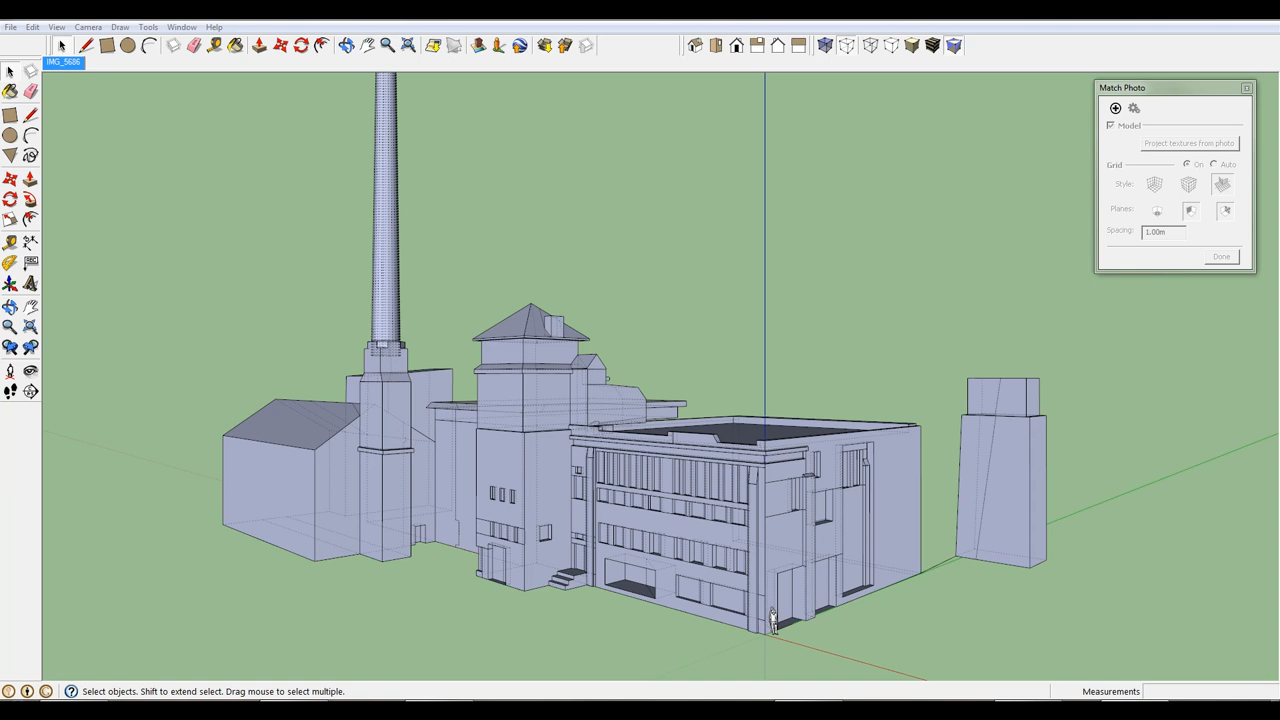 File Edit View Camera Draw Tools Window Help
IMG_5686
Match Photo
Model
Project textures from photo
Grid On Auto
Style:
Planes:
Spacing: 1.00m
Done
Select objects. Shift to extend select. Drag mouse to select multiple.
Measurements